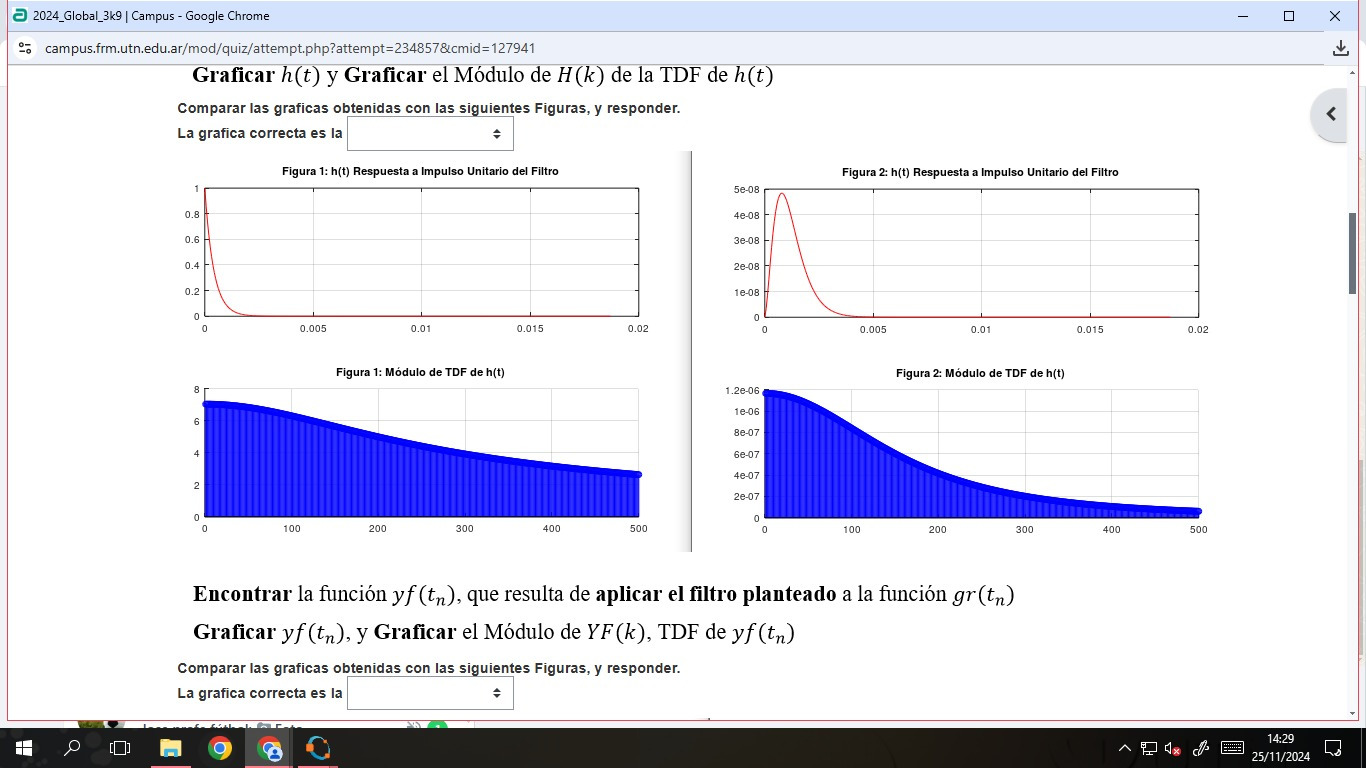 2024_Global_3k9 | Campus - Google Chrome
campus.frm.utn.edu.ar/mod/quiz/attempt.php?attempt=234857&cmid=127941
Graficar h(t) y Graficar el Módulo de H(k) de la TDF de h(t)
Comparar las graficas obtenidas con las siguientes Figuras, y responder.
La grafica correcta es la
Figura 1: h(t) Respuesta a Impulso Unitario del Filtro
1
0.8
0.6
0.4
0.2
0
0 0.005 0.01 0.015 0.02
Figura 2: h(t) Respuesta a Impulso Unitario del Filtro
5e-08
4e-08
3e-08
2e-08
1e-08
0
0 0.005 0.01 0.015 0.02
Figura 1: Módulo de TDF de h(t)
8
6
4
2
0
0 100 200 300 400 500
Figura 2: Módulo de TDF de h(t)
1.2e-06
1e-06
8e-07
6e-07
4e-07
2e-07
0
0 100 200 300 400 500
Encontrar la función yf(tn), que resulta de aplicar el filtro planteado a la función gr(tn)
Graficar yf(tn), y Graficar el Módulo de YF(k), TDF de yf(tn)
Comparar las graficas obtenidas con las siguientes Figuras, y responder.
La grafica correcta es la
14:29
25/11/2024